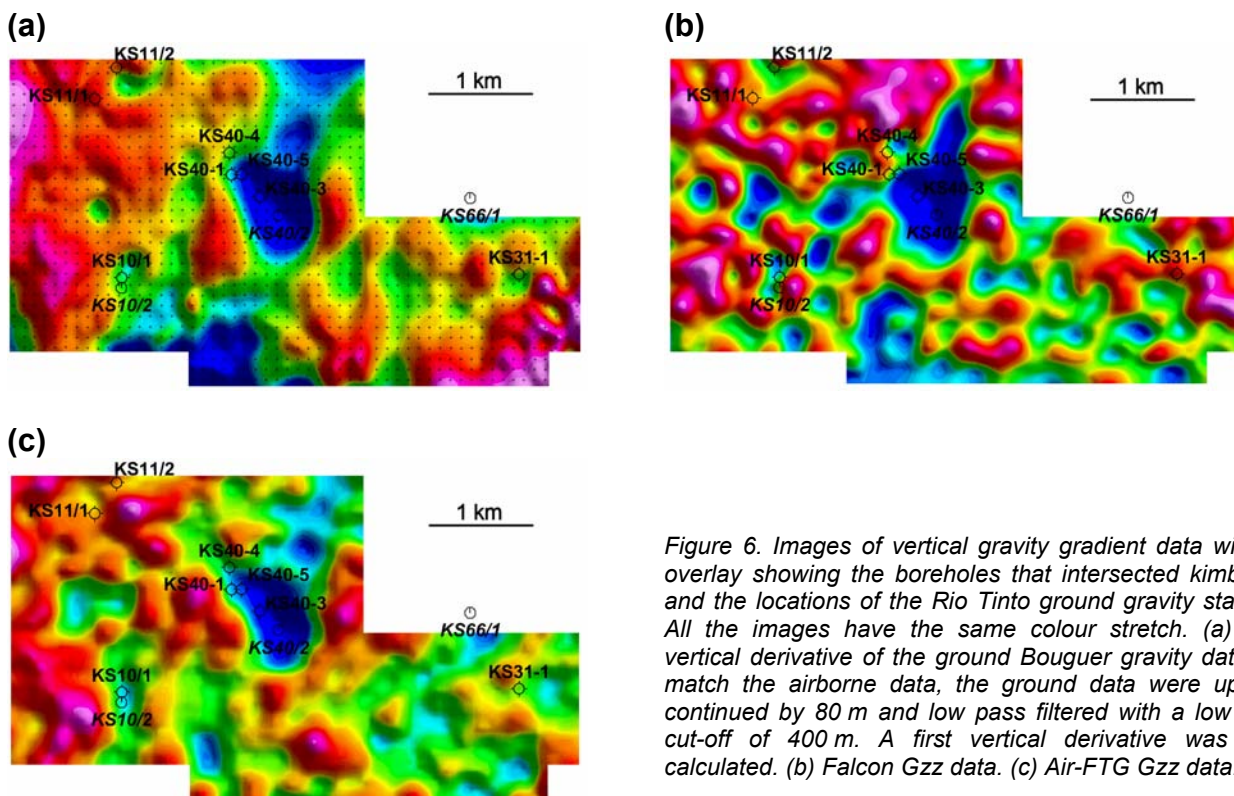 (a)
KS11/2
1 km
KS11/1
KS40-4
KS40-5
KS40-1
KS40-3
KS66/1
KS40/2
KS10/1
KS31-1
KS10/2
(b)
KS11/2
1 km
KS11/1
KS40-4
KS40-5
KS40-1
KS40-3
KS66/1
KS40/2
KS10/1
KS31-1
KS10/2
(c)
KS11/2
1 km
KS11/1
KS40-4
KS40-5
KS40-1
KS40-3
KS66/1
KS40/2
KS10/1
KS31-1
KS10/2
Figure 6. Images of vertical gravity gradient data wi
overlay showing the boreholes that intersected kimb
and the locations of the Rio Tinto ground gravity sta
All the images have the same colour stretch. (a)
vertical derivative of the ground Bouguer gravity dat
match the airborne data, the ground data were up
continued by 80 m and low pass filtered with a low
cut-off of 400 m. A first vertical derivative was
calculated. (b) Falcon Gzz data. (c) Air-FTG Gzz data.